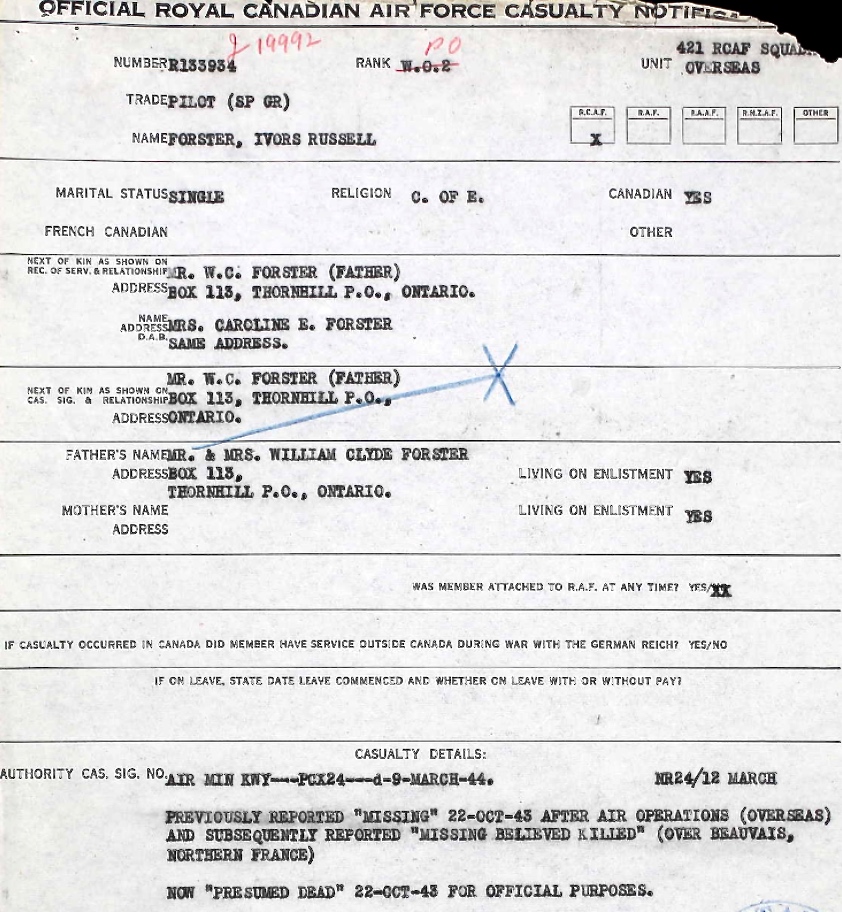 OFFICIAL ROYAL CANADIAN AIR FORCE CASUALTY
J 19992 PO
NUMBER R133934 RANK W.O.2 UNIT 421 RCAF
OVERSEAS
TRADE PILOT (SP GR)
R.C.A.F. R.A.F. R.A.A.F. R.N.Z.A.F. OTHER
NAME FORSTER, IVORS RUSSELL X
MARITAL STATUS SINGLE RELIGION C. OF E. CANADIAN YES
FRENCH CANADIAN OTHER
NEXT OF KIN AS SHOWN ON
REC. OF SERV. & RELATIONSHIP MR. W.C. FORSTER (FATHER)
ADDRESS BOX 113, THORNHILL P.O., ONTARIO.
NAME
ADDRESS MRS. CAROLINE E. FORSTER
D.A.B. SAME ADDRESS.
MR. W.C. FORSTER (FATHER)
NEXT OF KIN AS SHOWN ON
CAS. SIG. & RELATIONSHIP BOX 113, THORNHILL P.O.,
ADDRESS ONTARIO.
FATHER'S NAME MR. & MRS. WILLIAM CLYDE FORSTER
ADDRESS BOX 113, LIVING ON ENLISTMENT YES
THORNHILL P.O., ONTARIO.
MOTHER'S NAME LIVING ON ENLISTMENT YES
ADDRESS
WAS MEMBER ATTACHED TO R.A.F. AT ANY TIME? YES/XX
IF CASUALTY OCCURRED IN CANADA DID MEMBER HAVE SERVICE OUTSIDE CANADA DURING WAR WITH THE GERMAN REICH? YES/NO
IF ON LEAVE, STATE DATE LEAVE COMMENCED AND WHETHER ON LEAVE WITH OR WITHOUT PAY?
CASUALTY DETAILS:
AUTHORITY CAS. SIG. NO. AIR MIN KWY---PCX24---d-9-MARCH-44. NR24/12 MARCH
PREVIOUSLY REPORTED "MISSING" 22-OCT-43 AFTER AIR OPERATIONS (OVERSEAS)
AND SUBSEQUENTLY REPORTED "MISSING BELIEVED KILLED" (OVER BEAUVAIS,
NORTHERN FRANCE)
NOW "PRESUMED DEAD" 22-OCT-43 FOR OFFICIAL PURPOSES.